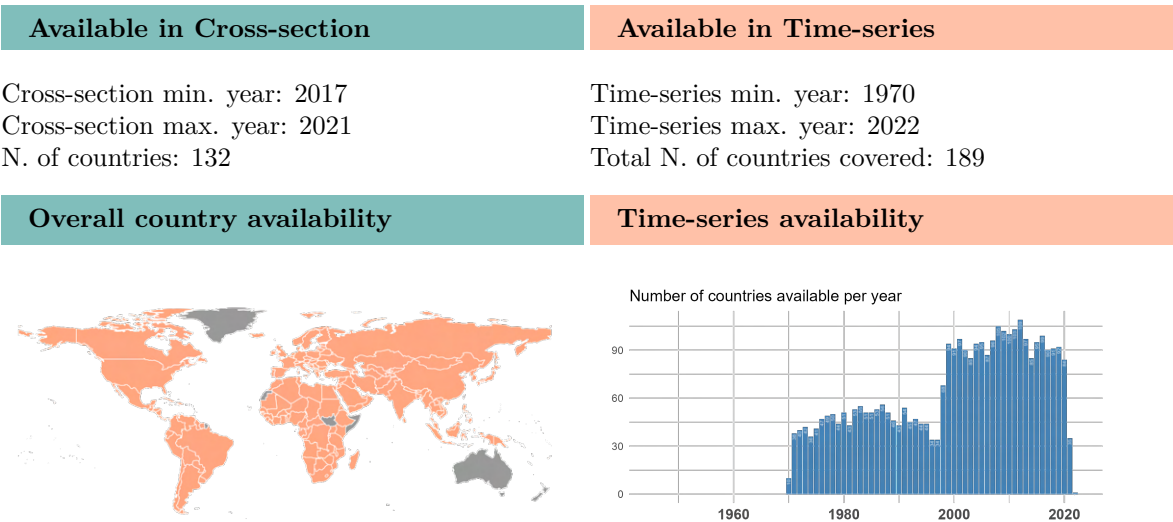 Available in Cross-section
Available in Time-series
Cross-section min. year: 2017
Cross-section max. year: 2021
N. of countries: 132
Time-series min. year: 1970
Time-series max. year: 2022
Total N. of countries covered: 189
Overall country availability
Time-series availability
Number of countries available per year
90
60
30
0
1960
1980
2000
2020